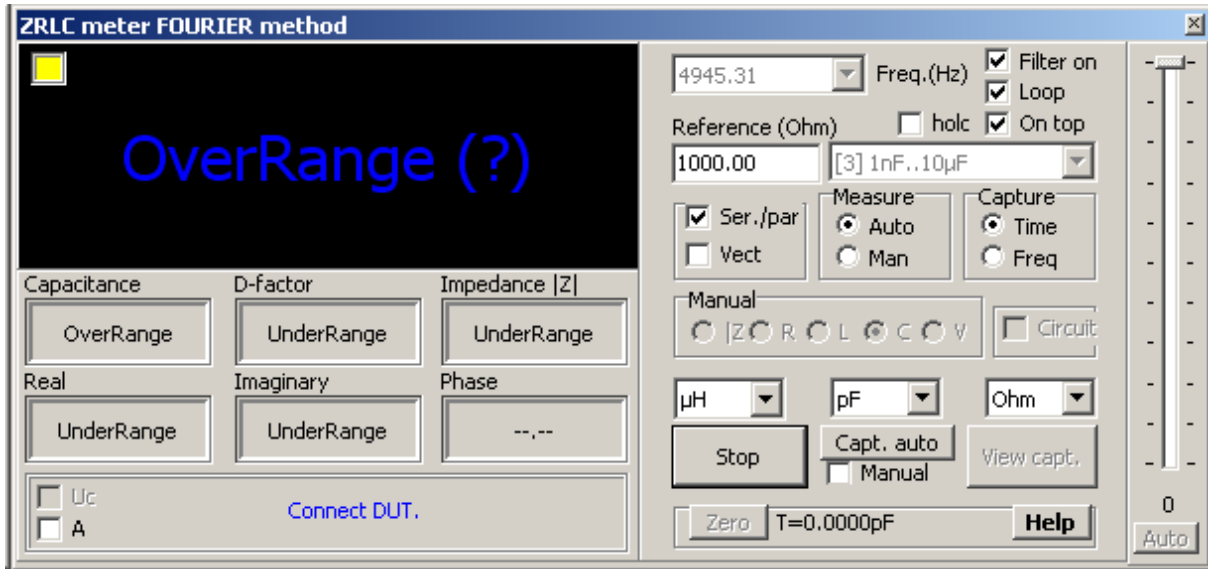 ZRLC meter FOURIER method
OverRange (?)
4945.31 Freq.(Hz)
Filter on
Loop
Reference (Ohm) holc On top
1000.00 [3] 1nF..10µF
Ser./par
Vect
Measure
Auto
Man
Capture
Time
Freq
Capacitance D-factor Impedance |Z|
OverRange UnderRange UnderRange
Real Imaginary Phase
UnderRange UnderRange --.--
Manual
|Z R L C V
Circuit
µH pF Ohm
Stop Capt. auto View capt.
Manual
Uc
A
Connect DUT.
Zero T=0.0000pF Help
0
Auto